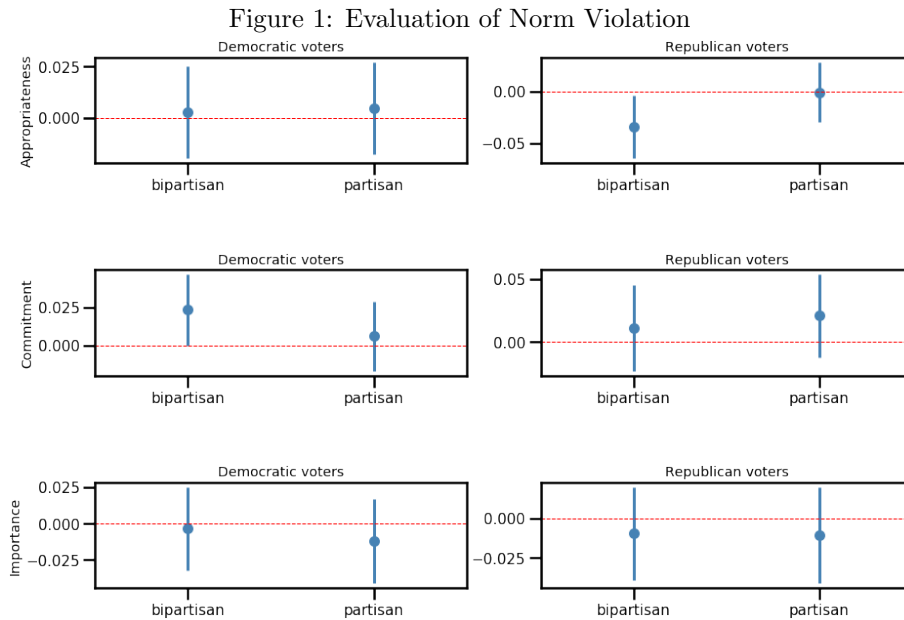 Figure 1: Evaluation of Norm Violation
Democratic voters
Republican voters
Appropriateness
0.025
0.000
0.00
−0.05
bipartisan
partisan
bipartisan
partisan
Democratic voters
Republican voters
Commitment
0.025
0.000
0.05
0.00
bipartisan
partisan
bipartisan
partisan
Democratic voters
Republican voters
Importance
0.025
0.000
−0.025
0.000
−0.025
bipartisan
partisan
bipartisan
partisan